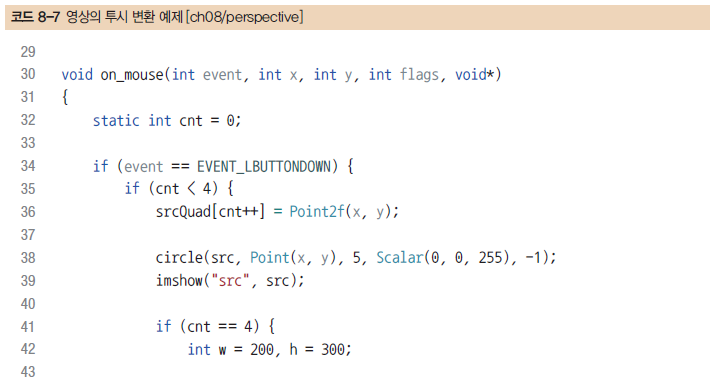 코드 8-7 영상의 투시 변환 예제 [ch08/perspective]
29
30 void on_mouse(int event, int x, int y, int flags, void*)
31 {
32     static int cnt = 0;
33
34     if (event == EVENT_LBUTTONDOWN) {
35         if (cnt < 4) {
36             srcQuad[cnt++] = Point2f(x, y);
37
38             circle(src, Point(x, y), 5, Scalar(0, 0, 255), -1);
39             imshow("src", src);
40
41             if (cnt == 4) {
42                 int w = 200, h = 300;
43